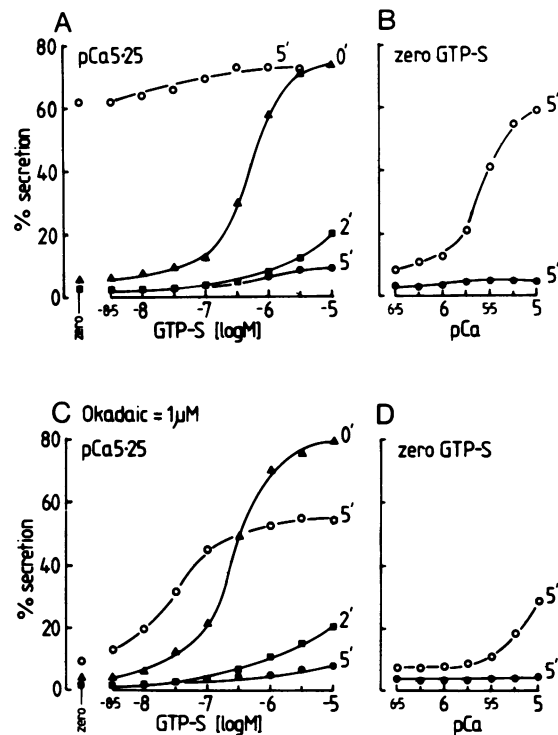 A
pCa5·25
B
zero GTP-S
80
60
40
20
0
% secretion
5'
0'
2'
5'
zero
-8·5 -8 -7 -6 -5
GTP-S [logM]
5'
5'
6·5 6 5·5 5
pCa
C Okadaic = 1µM
pCa5·25
D
zero GTP-S
80
60
40
20
0
% secretion
0'
5'
2'
5'
zero
-8·5 -8 -7 -6 -5
GTP-S [logM]
5'
5'
6·5 6 5·5 5
pCa